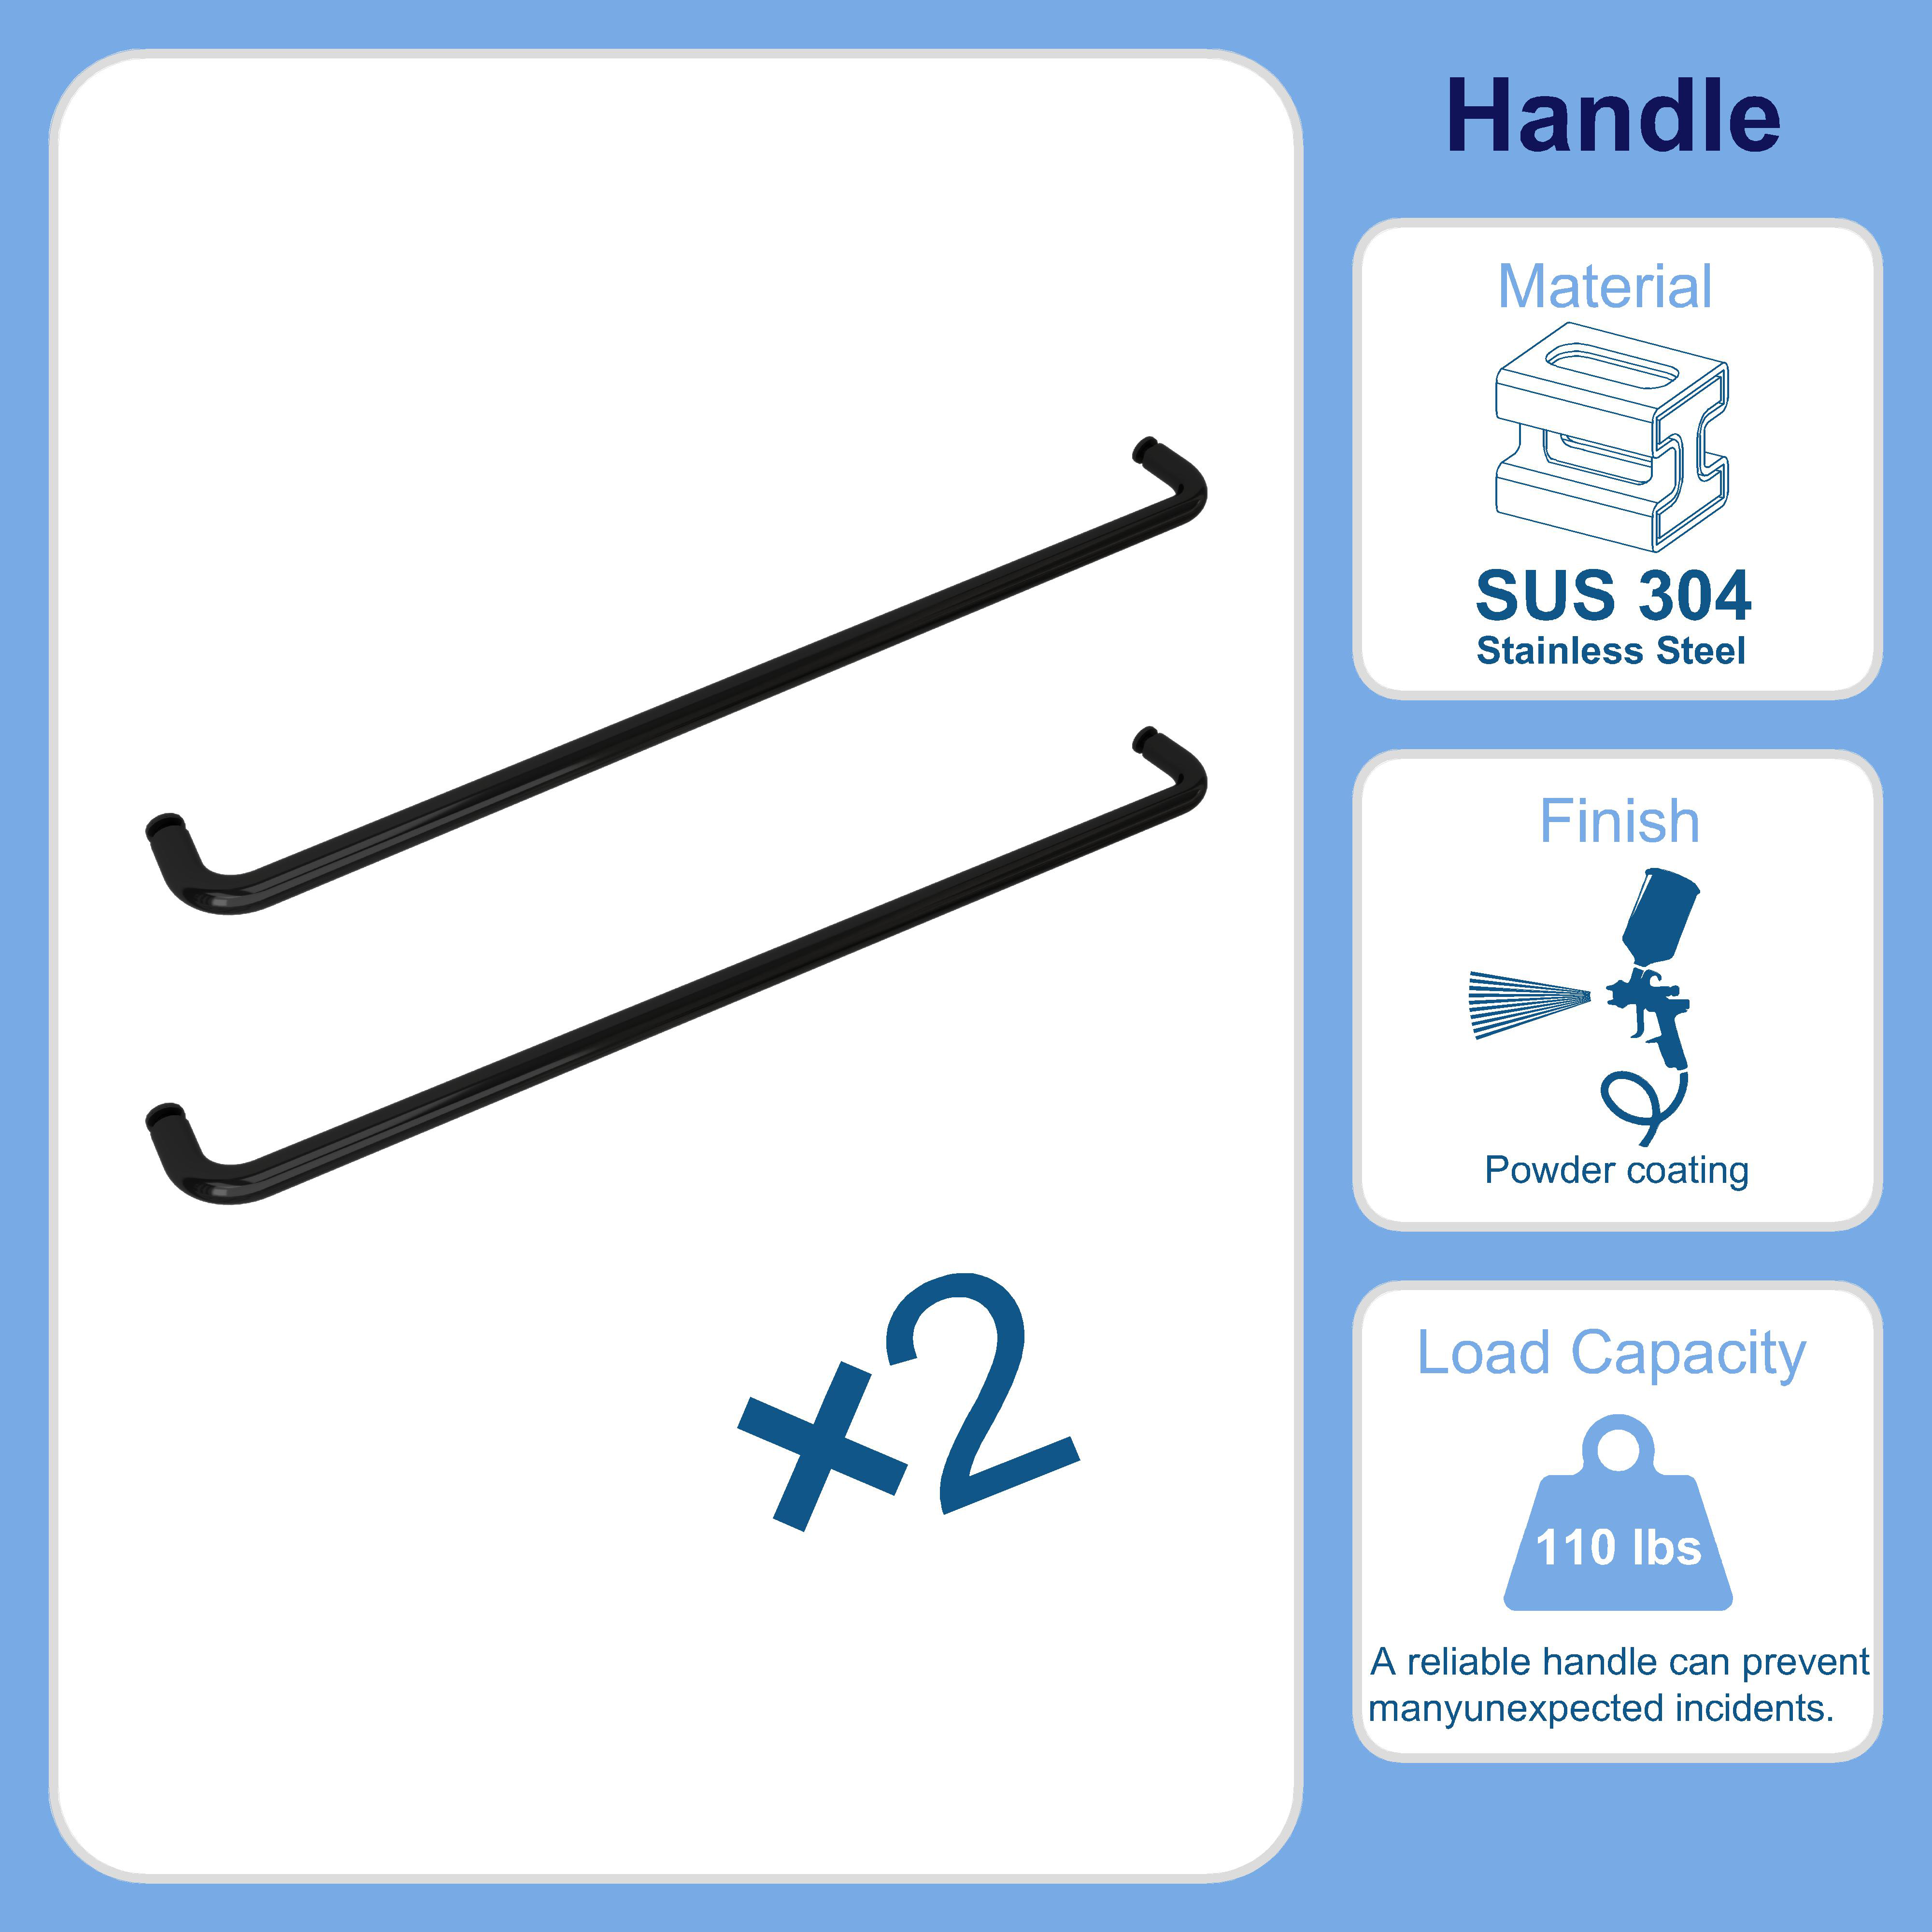 Handle
Material
SUS 304
Stainless Steel
Finish
Powder coating
Load Capacity
110 lbs
A reliable handle can prevent
manyunexpected incidents.
×2